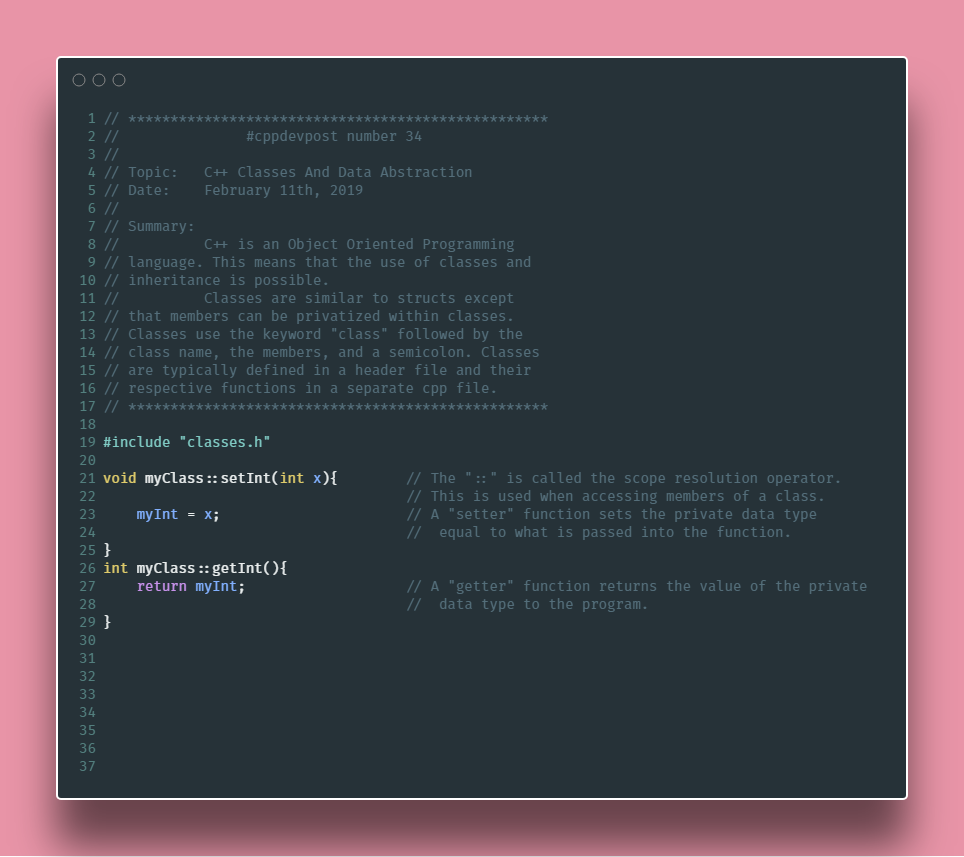 1 // **************************************************
2 //               #cppdevpost number 34
3 //
4 // Topic:   C++ Classes And Data Abstraction
5 // Date:    February 11th, 2019
6 //
7 // Summary:
8 //          C++ is an Object Oriented Programming
9 // language. This means that the use of classes and
10 // inheritance is possible.
11 //          Classes are similar to structs except
12 // that members can be privatized within classes.
13 // Classes use the keyword "class" followed by the
14 // class name, the members, and a semicolon. Classes
15 // are typically defined in a header file and their
16 // respective functions in a separate cpp file.
17 // **************************************************
18
19 #include "classes.h"
20
21 void myClass::setInt(int x){        // The "::" is called the scope resolution operator.
22                                     // This is used when accessing members of a class.
23     myInt = x;                      // A "setter" function sets the private data type
24                                     //  equal to what is passed into the function.
25 }
26 int myClass::getInt(){
27     return myInt;                   // A "getter" function returns the value of the private
28                                     //  data type to the program.
29 }
30
31
32
33
34
35
36
37